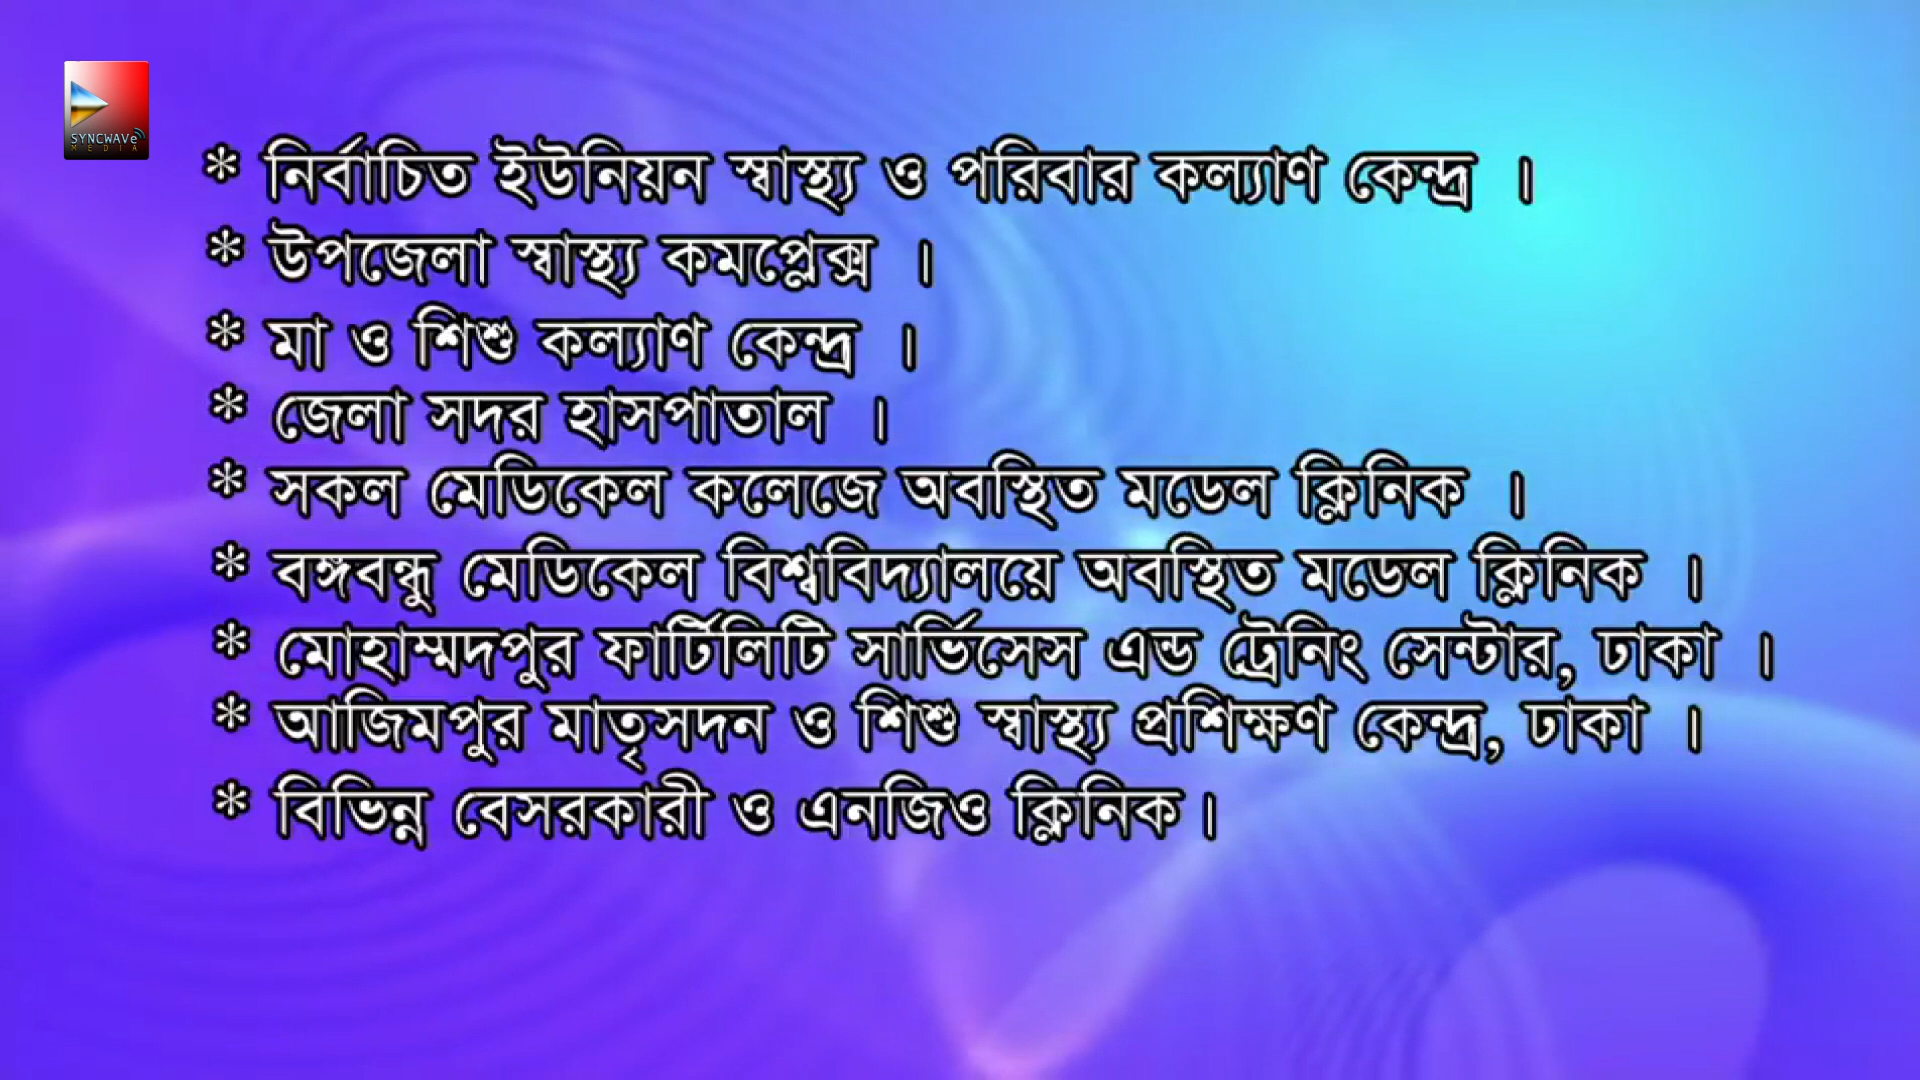 SYNCWAVe
MEDIA
* নির্বাচিত ইউনিয়ন স্বাস্থ্য ও পরিবার কল্যাণ কেন্দ্র ।
* উপজেলা স্বাস্থ্য কমপ্লেক্স ।
* মা ও শিশু কল্যাণ কেন্দ্র ।
* জেলা সদর হাসপাতাল ।
* সকল মেডিকেল কলেজে অবস্থিত মডেল ক্লিনিক ।
* বঙ্গবন্ধু মেডিকেল বিশ্ববিদ্যালয়ে অবস্থিত মডেল ক্লিনিক ।
* মোহাম্মদপুর ফার্টিলিটি সার্ভিসেস এন্ড ট্রেনিং সেন্টার, ঢাকা ।
* আজিমপুর মাতৃসদন ও শিশু স্বাস্থ্য প্রশিক্ষণ কেন্দ্র, ঢাকা ।
* বিভিন্ন বেসরকারী ও এনজিও ক্লিনিক।